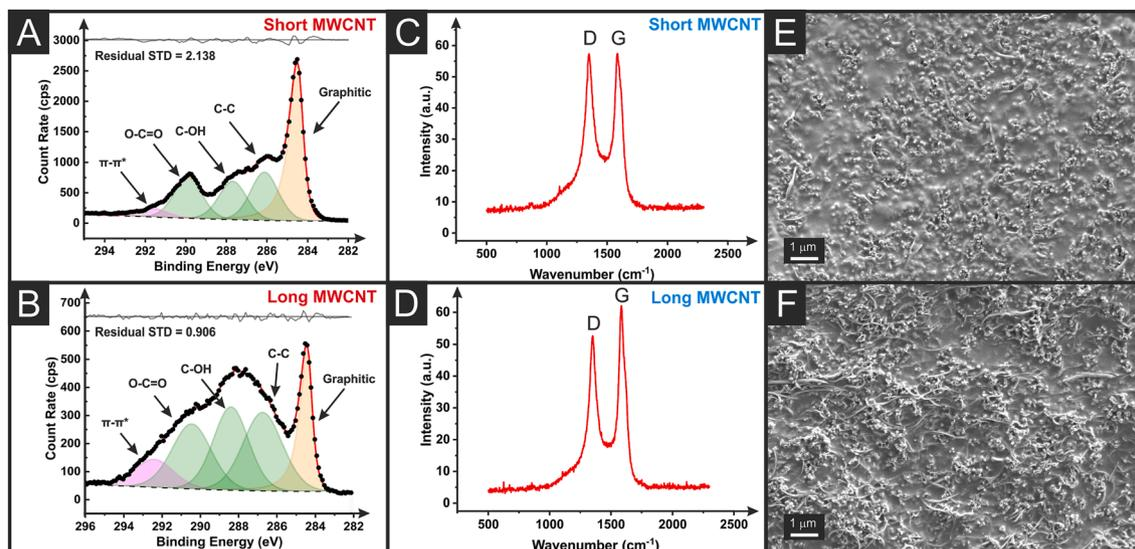 A
Short MWCNT
3000
2500
2000
1500
1000
500
0
Count Rate (cps)
Residual STD = 2.138
Graphitic
C-C
C-OH
O-C=O
π-π*
294 292 290 288 286 284 282
Binding Energy (eV)
C
Short MWCNT
D G
60
50
40
30
20
10
0
Intensity (a.u.)
500 1000 1500 2000 2500
Wavenumber (cm-1)
E
1 µm
B
Long MWCNT
700
600
500
400
300
200
100
0
Count Rate (cps)
Residual STD = 0.906
C-C
C-OH
O-C=O
Graphitic
π-π*
296 294 292 290 288 286 284 282
Binding Energy (eV)
D
Long MWCNT
G
D
60
50
40
30
20
10
0
Intensity (a.u.)
500 1000 1500 2000 2500
Wavenumber (cm-1)
F
1 µm